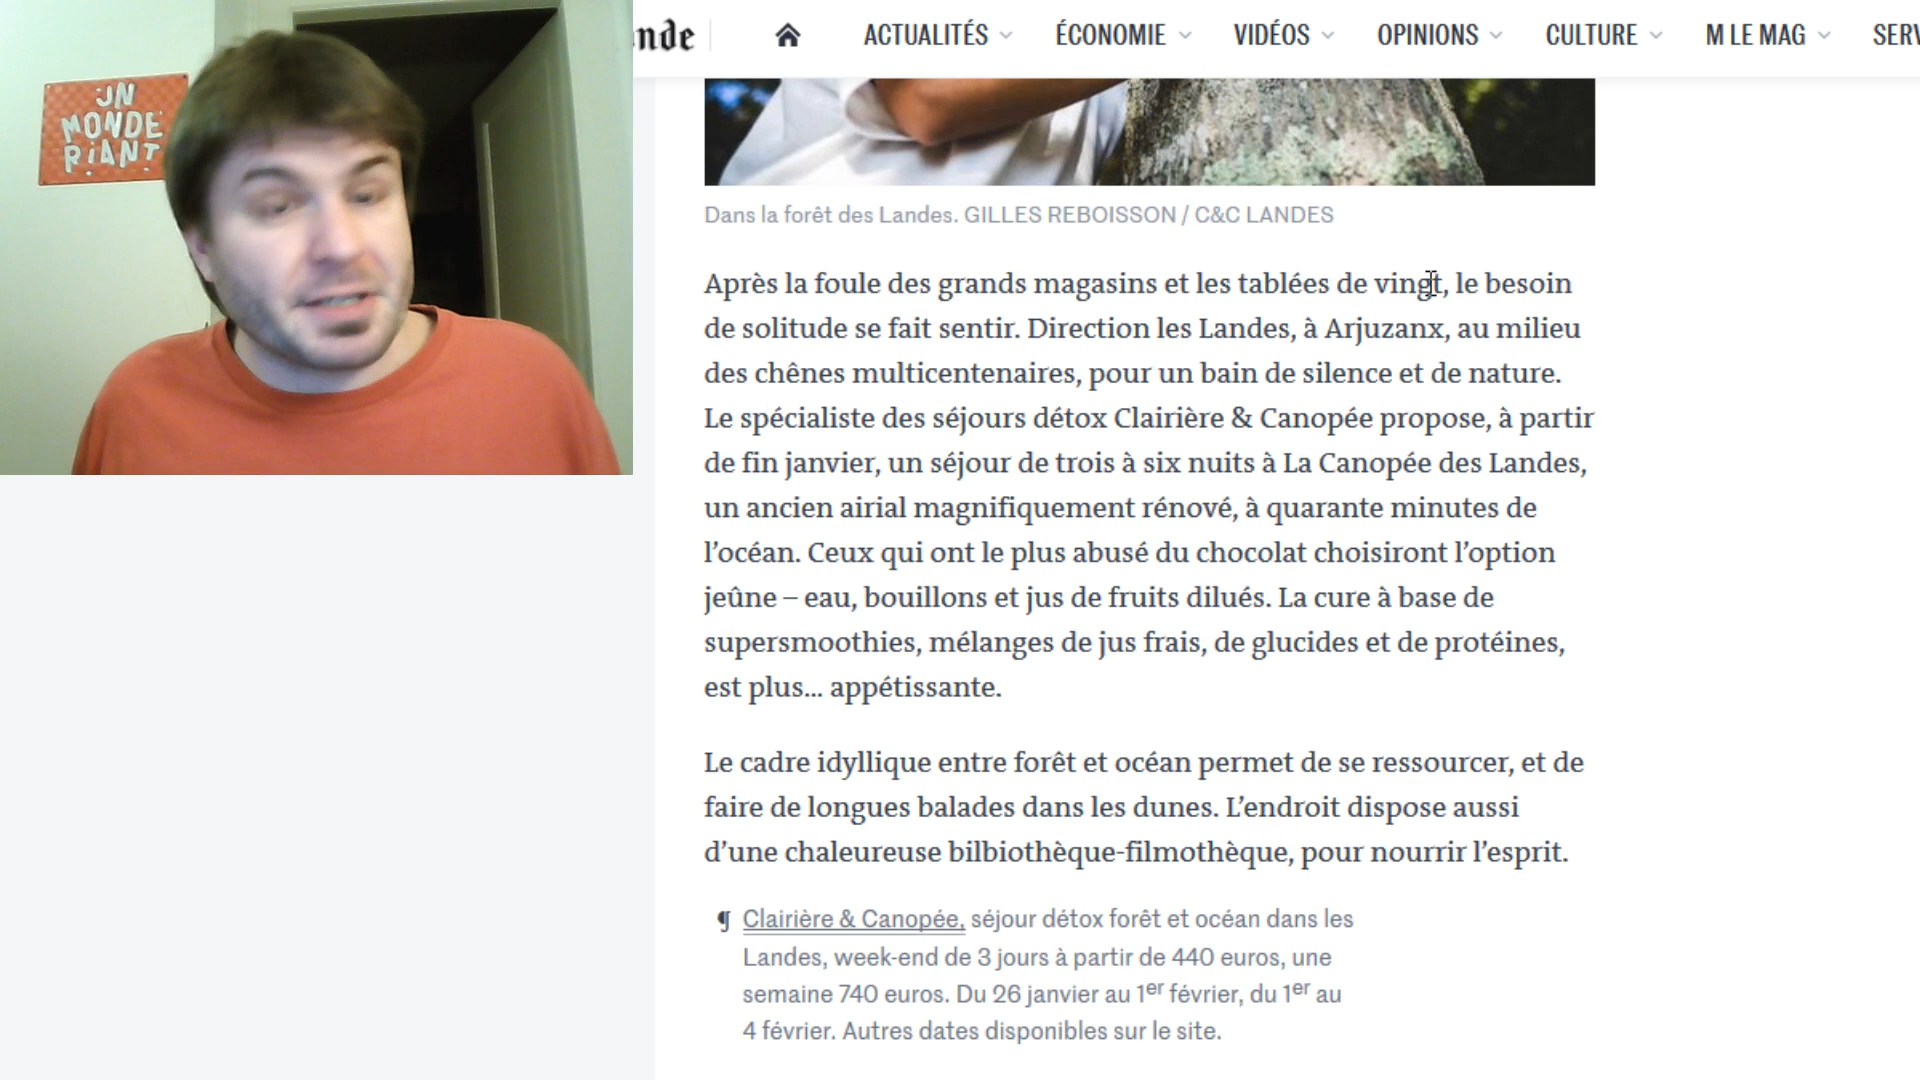 UN
MONDE
RiANT
nde
ACTUALITÉS
ÉCONOMIE
VIDÉOS
OPINIONS
CULTURE
M LE MAG
SERV
Dans la forêt des Landes. GILLES REBOISSON / C&C LANDES
Après la foule des grands magasins et les tablées de vingt, le besoin
de solitude se fait sentir. Direction les Landes, à Arjuzanx, au milieu
des chênes multicentenaires, pour un bain de silence et de nature.
Le spécialiste des séjours détox Clairière & Canopée propose, à partir
de fin janvier, un séjour de trois à six nuits à La Canopée des Landes,
un ancien airial magnifiquement rénové, à quarante minutes de
l’océan. Ceux qui ont le plus abusé du chocolat choisiront l’option
jeûne – eau, bouillons et jus de fruits dilués. La cure à base de
supersmoothies, mélanges de jus frais, de glucides et de protéines,
est plus… appétissante.
Le cadre idyllique entre forêt et océan permet de se ressourcer, et de
faire de longues balades dans les dunes. L’endroit dispose aussi
d’une chaleureuse bilbiothèque-filmothèque, pour nourrir l’esprit.
¶ Clairière & Canopée, séjour détox forêt et océan dans les
Landes, week-end de 3 jours à partir de 440 euros, une
semaine 740 euros. Du 26 janvier au 1er février, du 1er au
4 février. Autres dates disponibles sur le site.